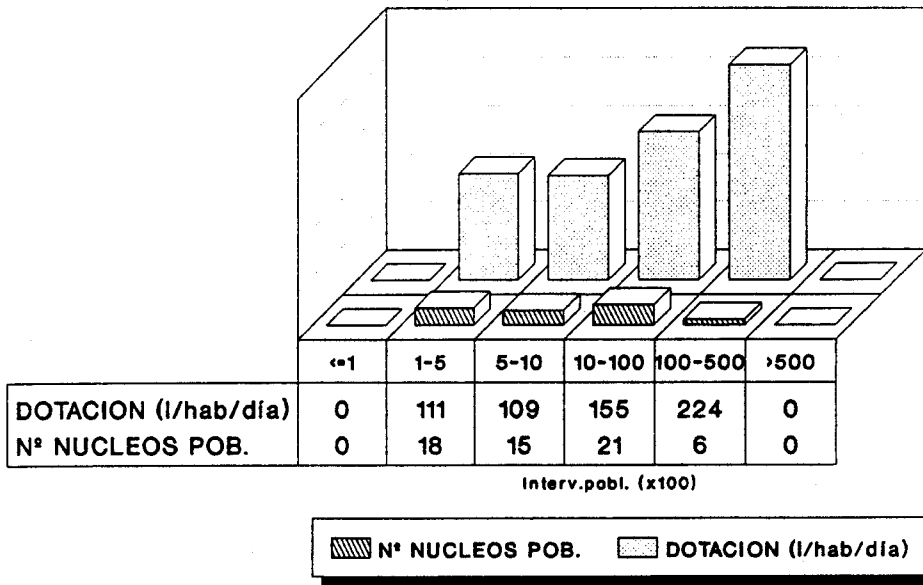 <=1 1-5 5-10 10-100 100-500 >500
DOTACION (l/hab/día) 0 111 109 155 224 0
Nº NUCLEOS POB. 0 18 15 21 6 0
Interv.pobl. (x100)
Nº NUCLEOS POB. DOTACION (l/hab/día)